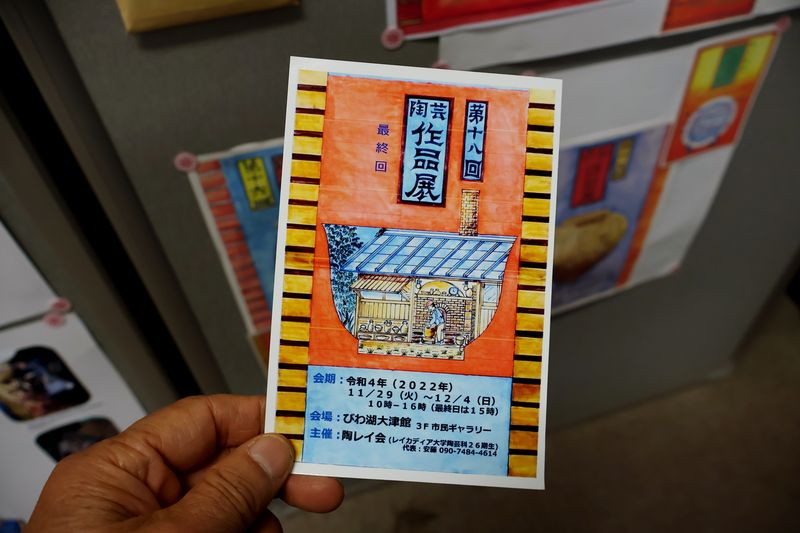 第十八回
陶芸
作品展
最終回
会期：令和4年（2022年）
11/29（火）～12/4（日）
10時－16時（最終日は15時）
会場：びわ湖大津館 3F 市民ギャラリー
主催：陶レイ会（レイカディア大学陶芸科26期生）
代表：安藤 090-7484-4614